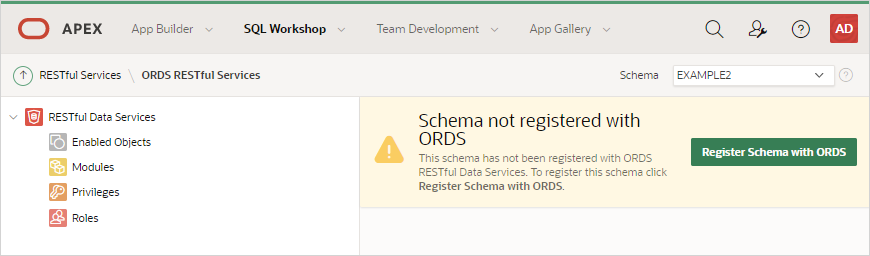 APEX App Builder SQL Workshop Team Development App Gallery AD
RESTful Services \ ORDS RESTful Services Schema EXAMPLE2
RESTful Data Services
Enabled Objects
Modules
Privileges
Roles
Schema not registered with
ORDS
This schema has not been registered with ORDS
RESTful Data Services. To register this schema click
Register Schema with ORDS.
Register Schema with ORDS